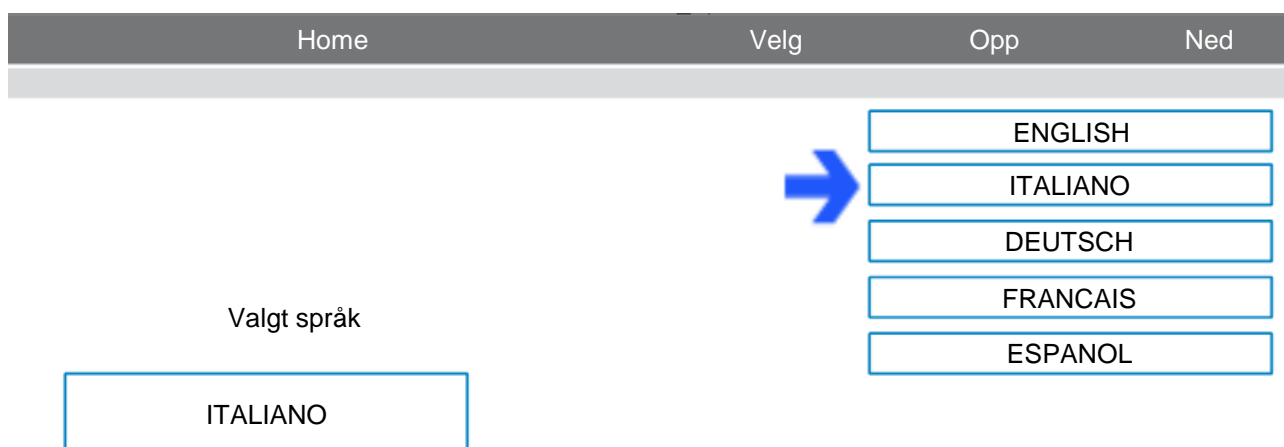 Home Velg Opp Ned
ENGLISH
ITALIANO
DEUTSCH
FRANCAIS
Valgt språk
ESPANOL
ITALIANO